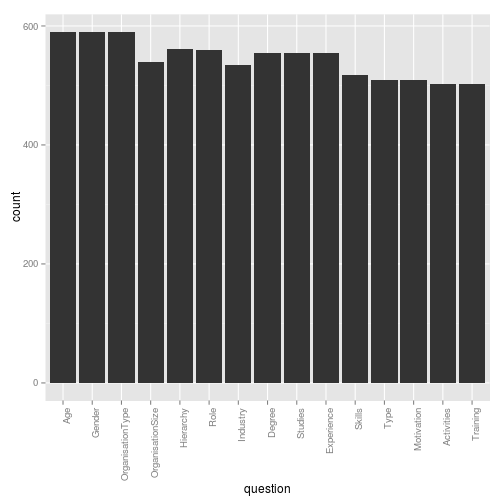 600
400
200
0
count
Age
Gender
OrganisationType
OrganisationSize
Hierarchy
Role
Industry
Degree
Studies
Experience
Skills
Type
Motivation
Activities
Training
question